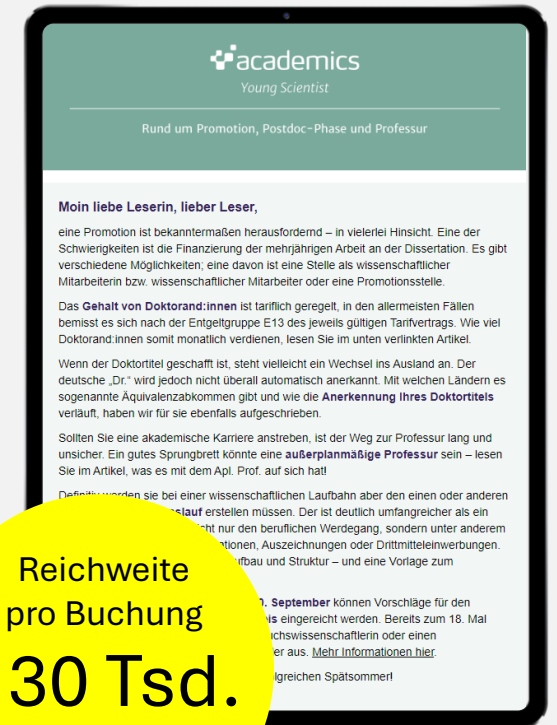 academics
Young Scientist
Rund um Promotion, Postdoc-Phase und Professur
Moin liebe Leserin, lieber Leser,
eine Promotion ist bekanntermaßen herausfordernd – in vielerlei Hinsicht. Eine der
Schwierigkeiten ist die Finanzierung der mehrjährigen Arbeit an der Dissertation. Es gibt
verschiedene Möglichkeiten; eine davon ist eine Stelle als wissenschaftlicher
Mitarbeiterin bzw. wissenschaftlicher Mitarbeiter oder eine Promotionsstelle.
Das Gehalt von Doktorand:innen ist tariflich geregelt, in den allermeisten Fällen
bemisst es sich nach der Entgeltgruppe E13 des jeweils gültigen Tarifvertrags. Wie viel
Doktorand:innen somit monatlich verdienen, lesen Sie im unten verlinkten Artikel.
Wenn der Doktortitel geschafft ist, steht vielleicht ein Wechsel ins Ausland an. Der
deutsche „Dr.“ wird jedoch nicht überall automatisch anerkannt. Mit welchen Ländern es
sogenannte Äquivalenzabkommen gibt und wie die Anerkennung Ihres Doktortitels
verläuft, haben wir für sie ebenfalls aufgeschrieben.
Sollten Sie eine akademische Karriere anstreben, ist der Weg zur Professur lang und
unsicher. Ein gutes Sprungbrett könnte eine außerplanmäßige Professur sein – lesen
Sie im Artikel, was es mit dem Apl. Prof. auf sich hat!
Definitiv werden sie bei einer wissenschaftlichen Laufbahn aber den einen oder anderen
erstellen müssen. Der ist deutlich umfangreicher als ein
nur den beruflichen Werdegang, sondern unter anderem
Auszeichnungen oder Drittmitteleinwerbungen.
und Struktur – und eine Vorlage zum
September können Vorschläge für den
eingereicht werden. Bereits zum 18. Mal
oder einen
aus. Mehr Informationen hier.
Spätsommer!
Reichweite
pro Buchung
30 Tsd.